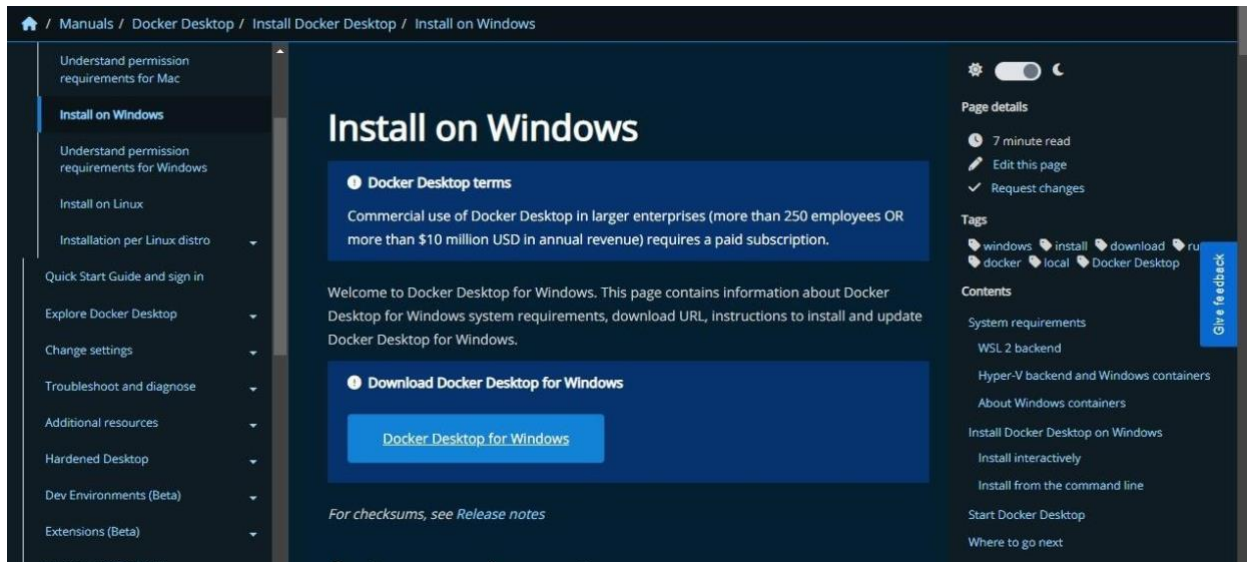 / Manuals / Docker Desktop / Install Docker Desktop / Install on Windows
Understand permission
requirements for Mac
Install on Windows
Understand permission
requirements for Windows
Install on Linux
Installation per Linux distro
Quick Start Guide and sign in
Explore Docker Desktop
Change settings
Troubleshoot and diagnose
Additional resources
Hardened Desktop
Dev Environments (Beta)
Extensions (Beta)
Install on Windows
Docker Desktop terms
Commercial use of Docker Desktop in larger enterprises (more than 250 employees OR
more than $10 million USD in annual revenue) requires a paid subscription.
Welcome to Docker Desktop for Windows. This page contains information about Docker
Desktop for Windows system requirements, download URL, instructions to install and update
Docker Desktop for Windows.
Download Docker Desktop for Windows
Docker Desktop for Windows
For checksums, see Release notes
Page details
7 minute read
Edit this page
Request changes
Tags
windows install download
docker local Docker Desktop
Contents
System requirements
WSL 2 backend
Hyper-V backend and Windows containers
About Windows containers
Install Docker Desktop on Windows
Install interactively
Install from the command line
Start Docker Desktop
Where to go next
Give feedback